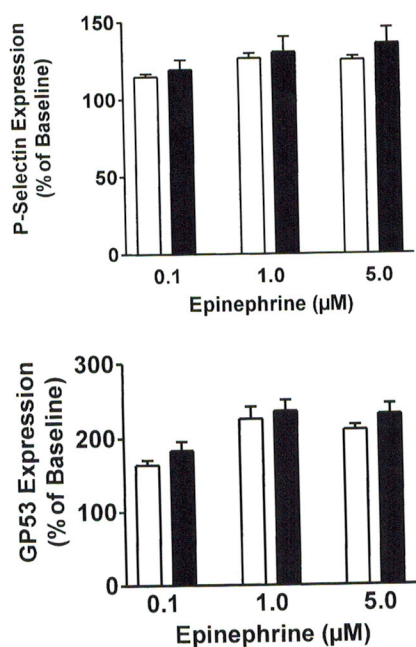 P-Selectin Expression
(% of Baseline)
150
100
50
0
0.1 1.0 5.0
Epinephrine (µM)
GP53 Expression
(% of Baseline)
300
200
100
0
0.1 1.0 5.0
Epinephrine (µM)